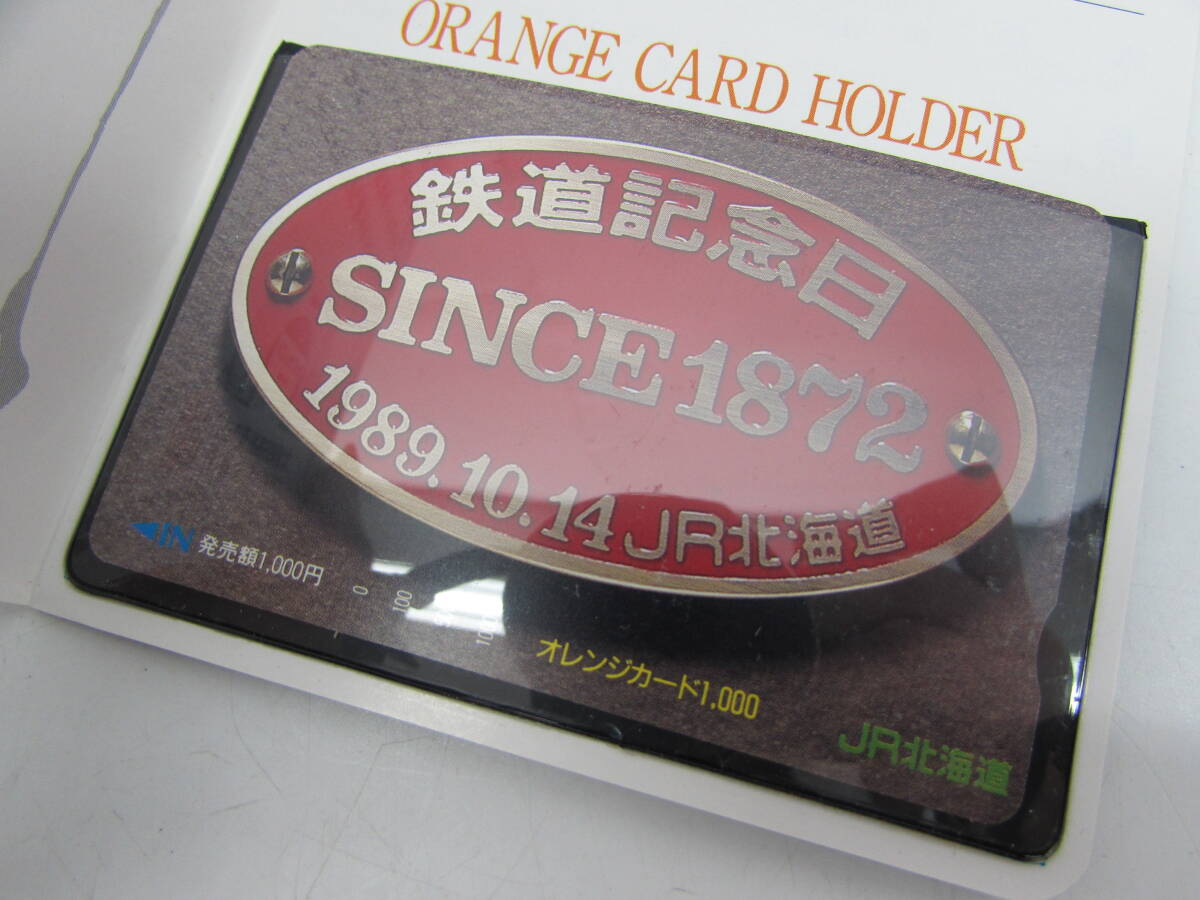 ORANGE CARD HOLDER
鉄道記念日
SINCE 1872
1989.10.14 JR北海道
◀IN 発売額1,000円
0 100
オレンジカード1,000
JR北海道